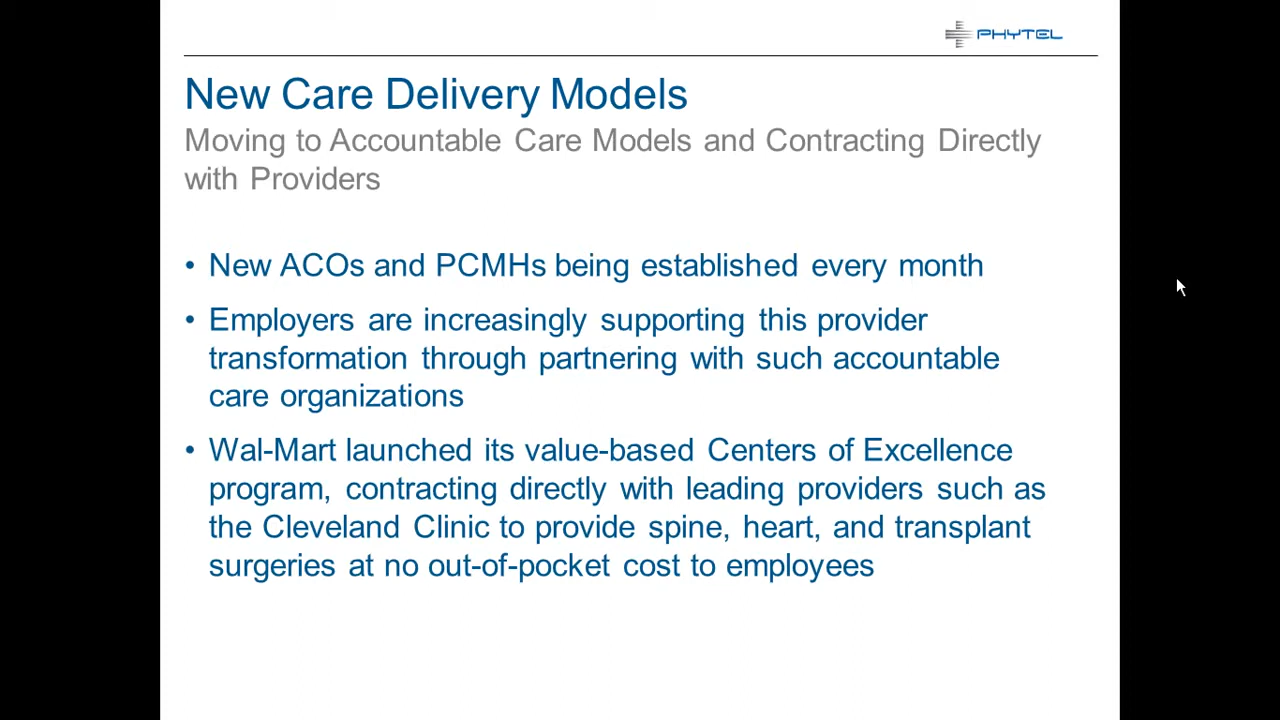 PHYTEL
New Care Delivery Models
Moving to Accountable Care Models and Contracting Directly
with Providers
• New ACOs and PCMHs being established every month
• Employers are increasingly supporting this provider
transformation through partnering with such accountable
care organizations
• Wal-Mart launched its value-based Centers of Excellence
program, contracting directly with leading providers such as
the Cleveland Clinic to provide spine, heart, and transplant
surgeries at no out-of-pocket cost to employees